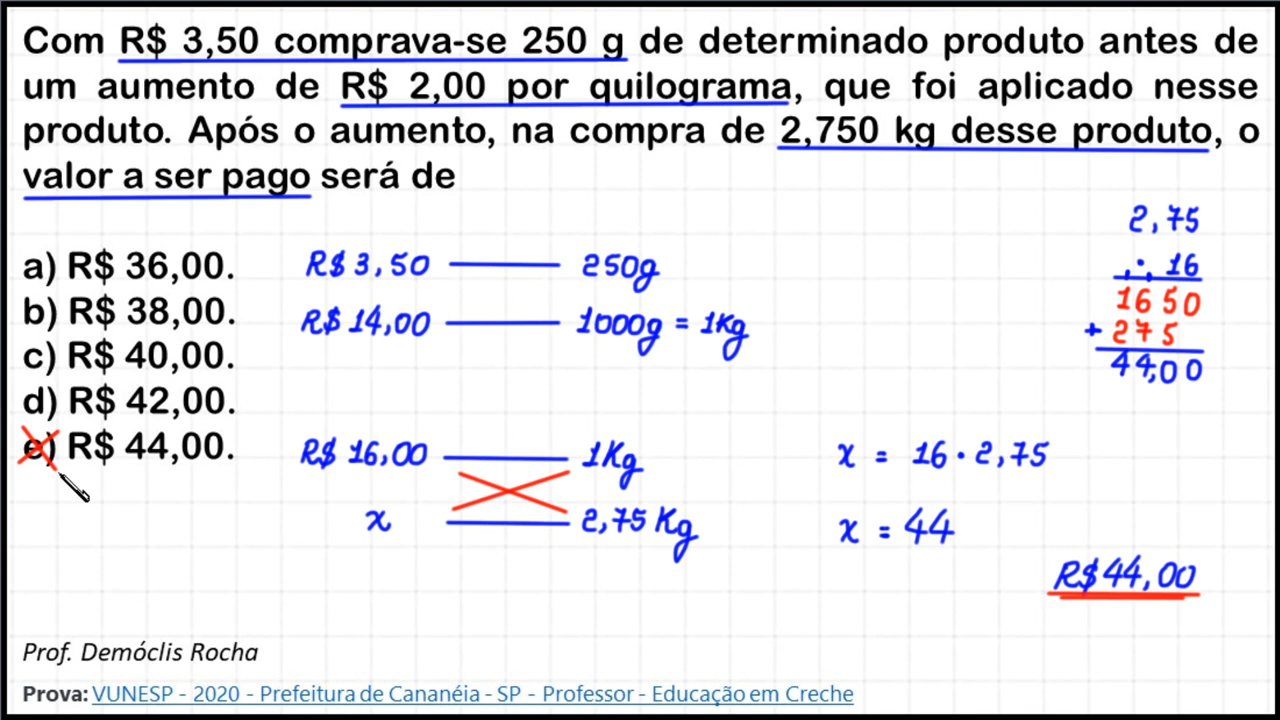 Com R$ 3,50 comprava-se 250 g de determinado produto antes de
um aumento de R$ 2,00 por quilograma, que foi aplicado nesse
produto. Após o aumento, na compra de 2,750 kg desse produto, o
valor a ser pago será de
a) R$ 36,00.
b) R$ 38,00.
c) R$ 40,00.
d) R$ 42,00.
e) R$ 44,00.
R$ 3,50 250g
R$ 14,00 1000g = 1Kg
R$ 16,00 1Kg
x 2,75 Kg
2,75
. 16
1650
+ 275
44,00
x = 16 · 2,75
x = 44
R$ 44,00
Prof. Demóclis Rocha
Prova: VUNESP - 2020 - Prefeitura de Cananéia - SP - Professor - Educação em Creche